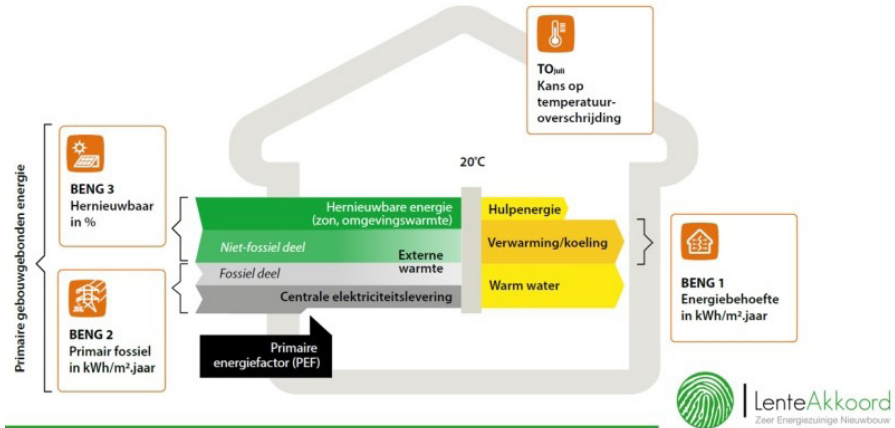 Primaire gebouwgebonden energie
BENG 3
Hernieuwbaar
in %
BENG 2
Primair fossiel
in kWh/m².jaar
Hernieuwbare energie
(zon, omgevingswarmte)
Niet-fossiel deel
Externe
warmte
Fossiel deel
Centrale elektriciteitslevering
Primaire
energiefactor (PEF)
20°C
Hulpenergie
Verwarming/koeling
Warm water
TOjuli
Kans op
temperatuur-
overschrijding
BENG 1
Energiebehoefte
in kWh/m².jaar
LenteAkkoord
Zeer Energiezuinige Nieuwbouw